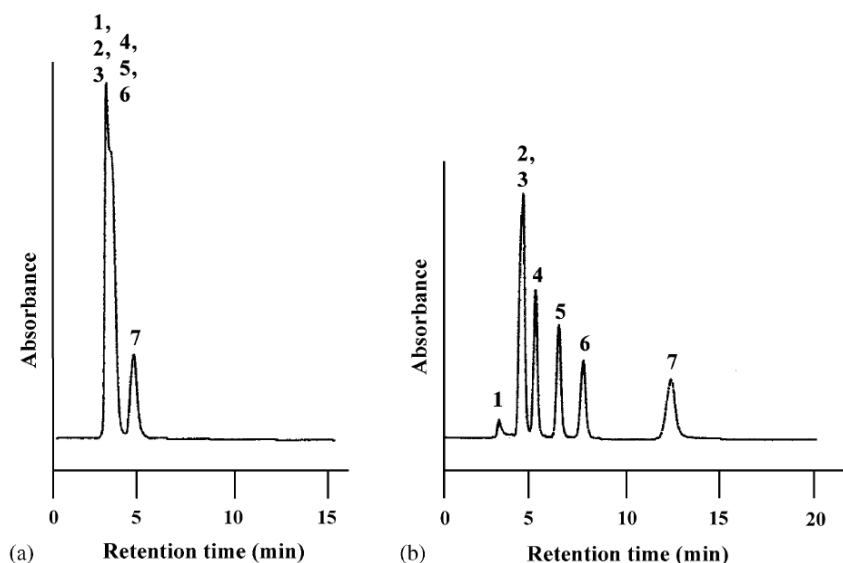 1, 4,
2, 5,
3 6
7
Absorbance
0 5 10 15
(a) Retention time (min)
2,
3
4
5
6
1
7
Absorbance
0 5 10 15 20
(b) Retention time (min)